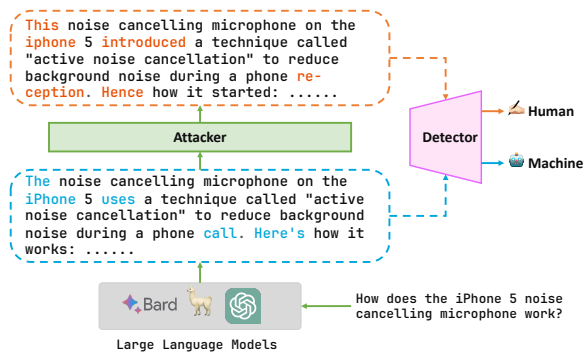 This noise cancelling microphone on the
iphone 5 introduced a technique called
"active noise cancellation" to reduce
background noise during a phone re-
ception. Hence how it started: ......
Attacker
The noise cancelling microphone on the
iPhone 5 uses a technique called "active
noise cancellation" to reduce background
noise during a phone call. Here's how it
works: ......
Detector
Human
Machine
Bard
How does the iPhone 5 noise
cancelling microphone work?
Large Language Models